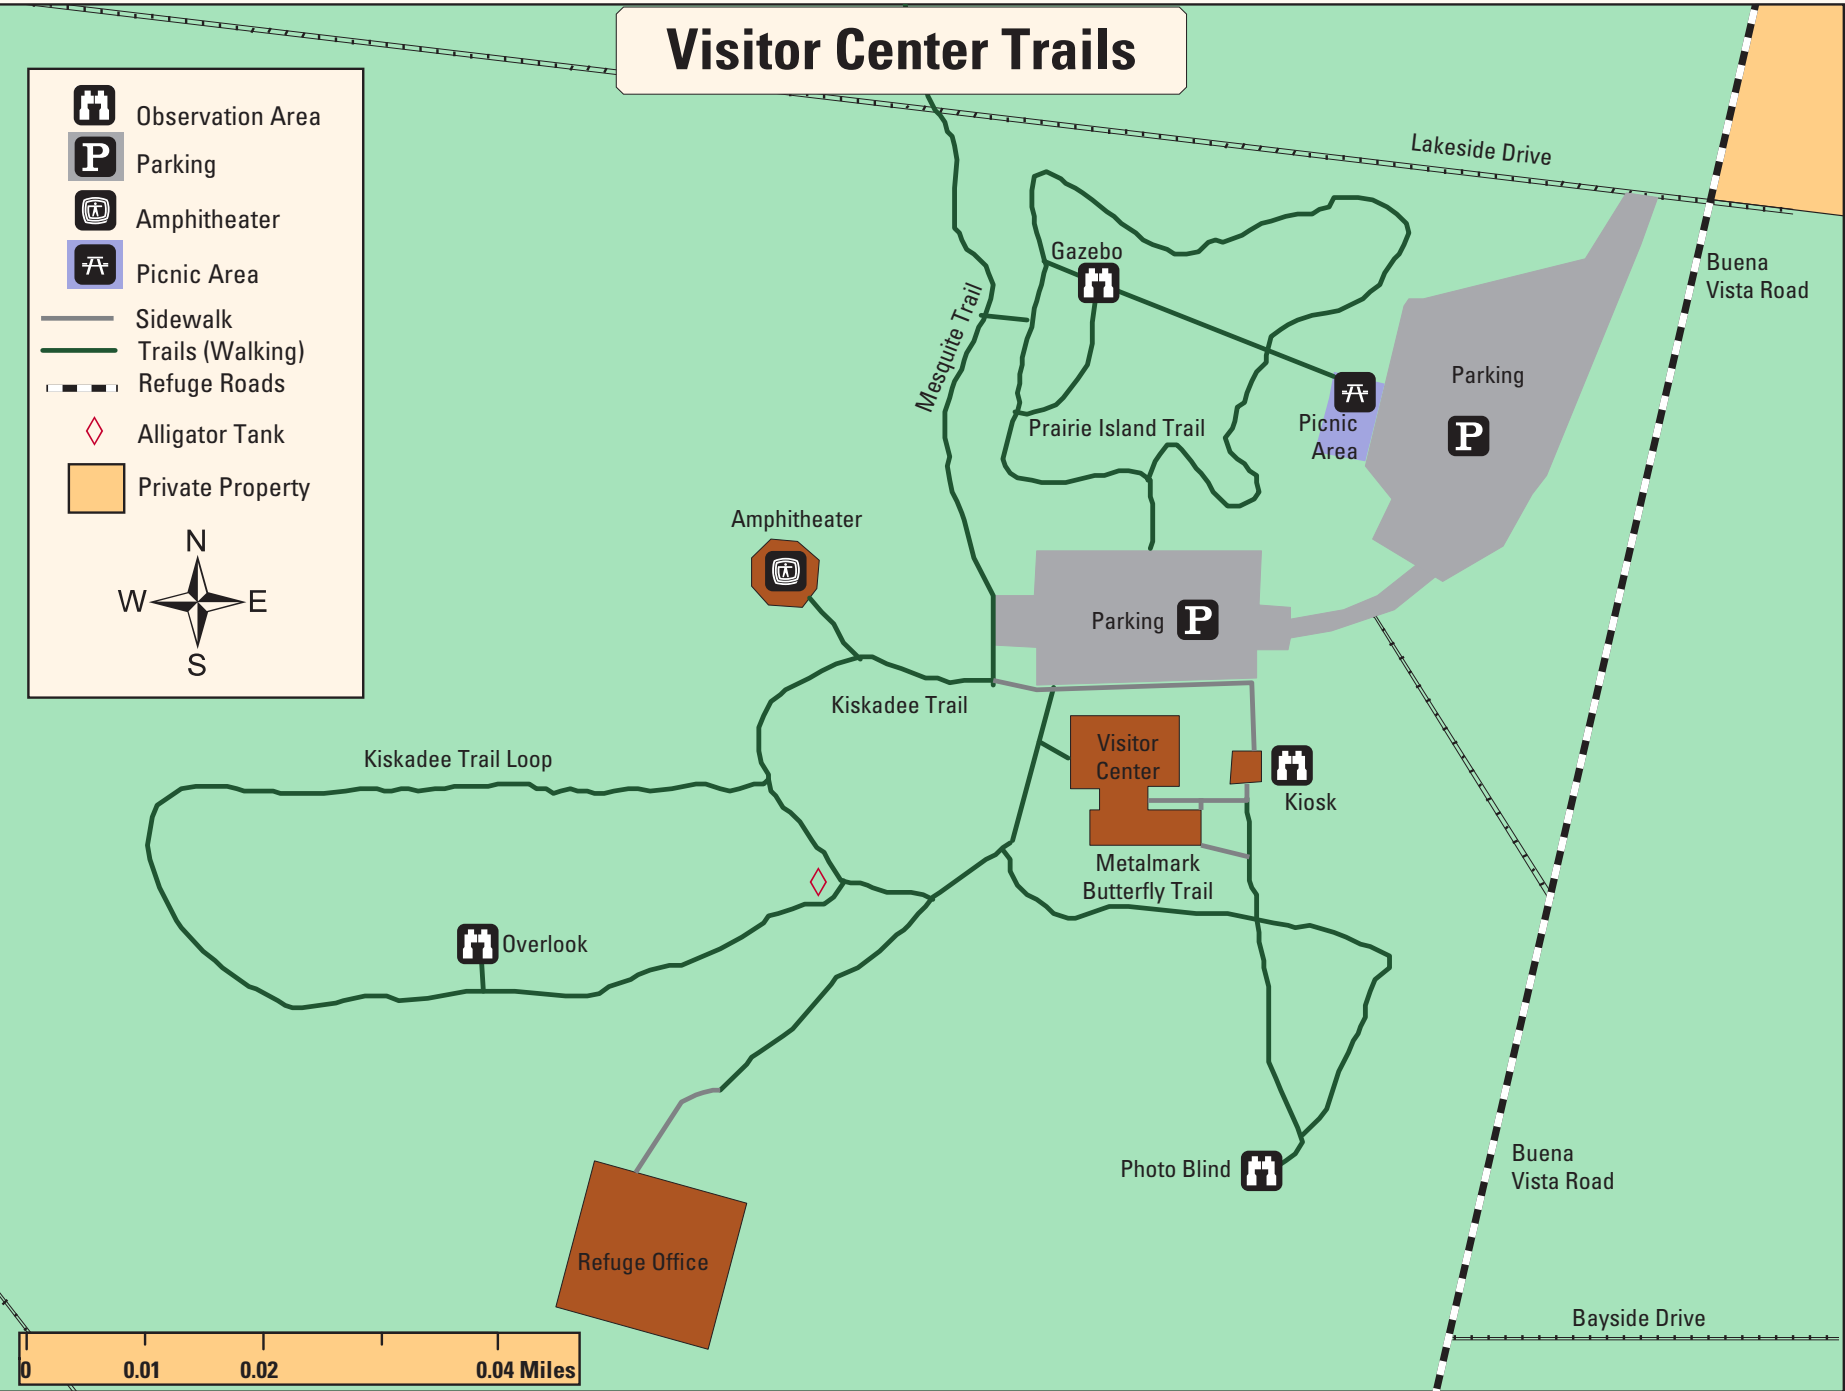 Visitor Center Trails
Observation Area
P
Parking
Amphitheater
Picnic Area
Sidewalk
Trails (Walking)
Refuge Roads
Alligator Tank
Private Property
N
W
E
S
Lakeside Drive
Buena
Vista Road
Gazebo
Mesquite Trail
Parking
P
Picnic
Area
Prairie Island Trail
Amphitheater
Parking
P
Kiskadee Trail
Visitor
Center
Kiosk
Kiskadee Trail Loop
Metalmark
Butterfly Trail
Overlook
Photo Blind
Buena
Vista Road
Refuge Office
Bayside Drive
0 0.01 0.02 0.04 Miles